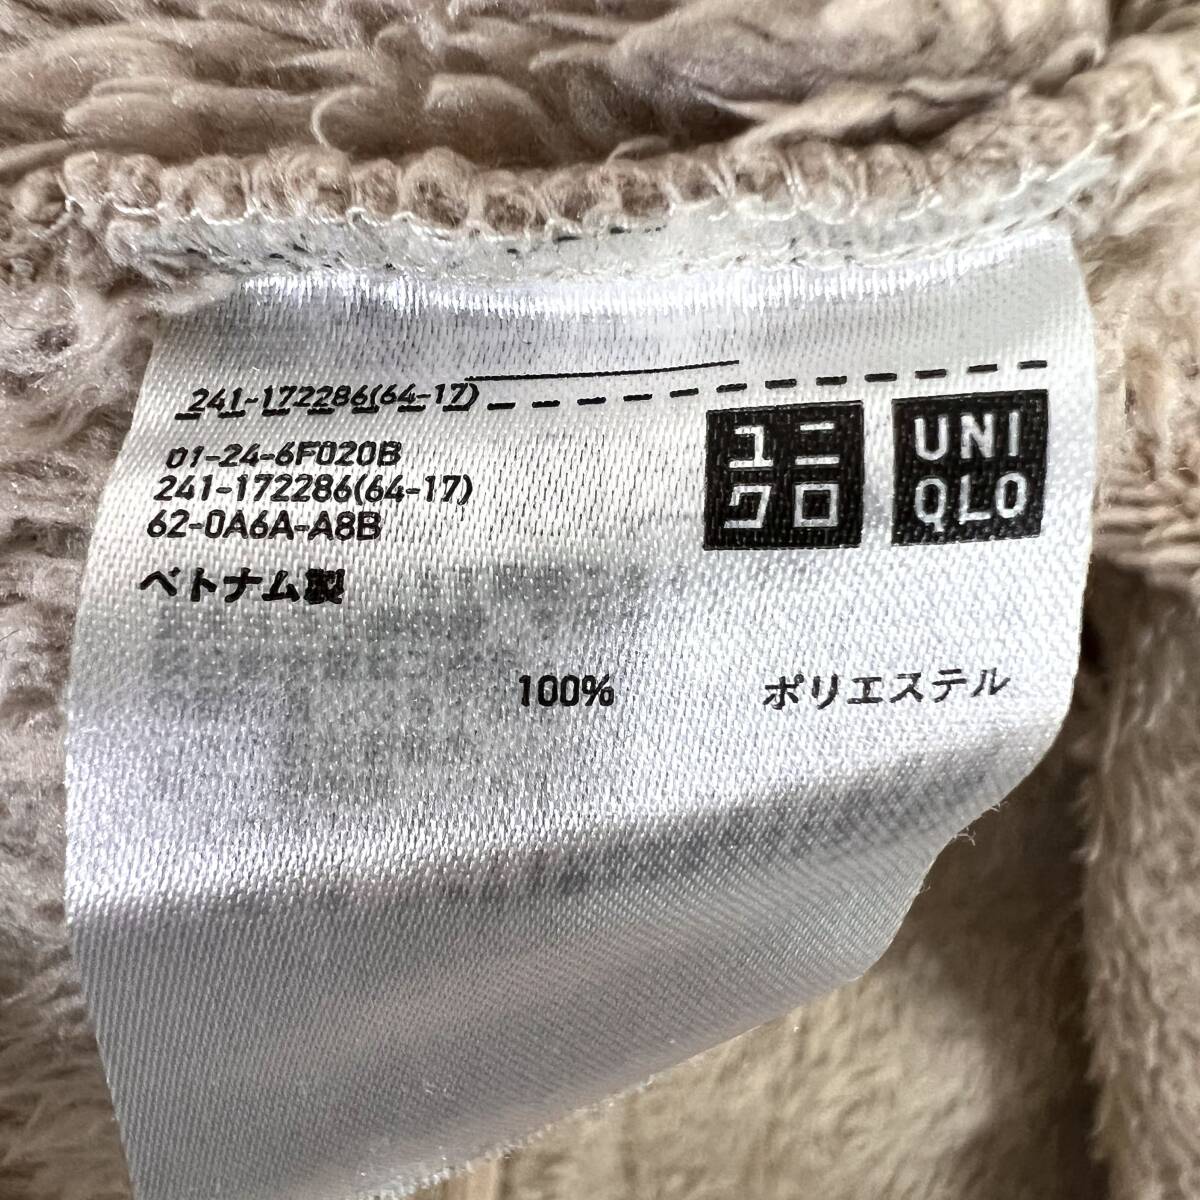 241-172286(64-17)
01-24-6F020B
241-172286(64-17)
62-0A6A-A8B
ベトナム製
ユニ
クロ
UNI
QLO
100% ポリエステル